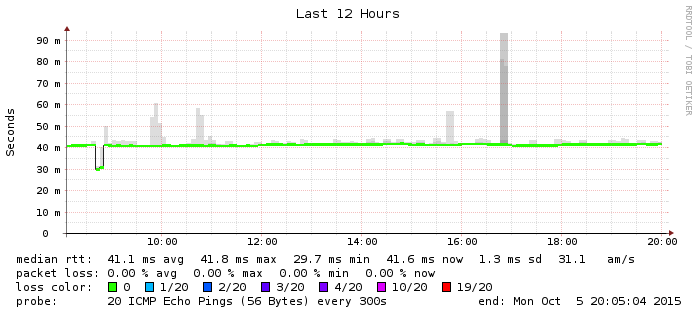 Last 12 Hours
RRDTOOL / TOBI OETIKER
Seconds
90 m
80 m
70 m
60 m
50 m
40 m
30 m
20 m
10 m
0
10:00 12:00 14:00 16:00 18:00 20:00
median rtt: 41.1 ms avg 41.8 ms max 29.7 ms min 41.6 ms now 1.3 ms sd 31.1 am/s
packet loss: 0.00 % avg 0.00 % max 0.00 % min 0.00 % now
loss color: 0 1/20 2/20 3/20 4/20 10/20 19/20
probe: 20 ICMP Echo Pings (56 Bytes) every 300s end: Mon Oct 5 20:05:04 2015